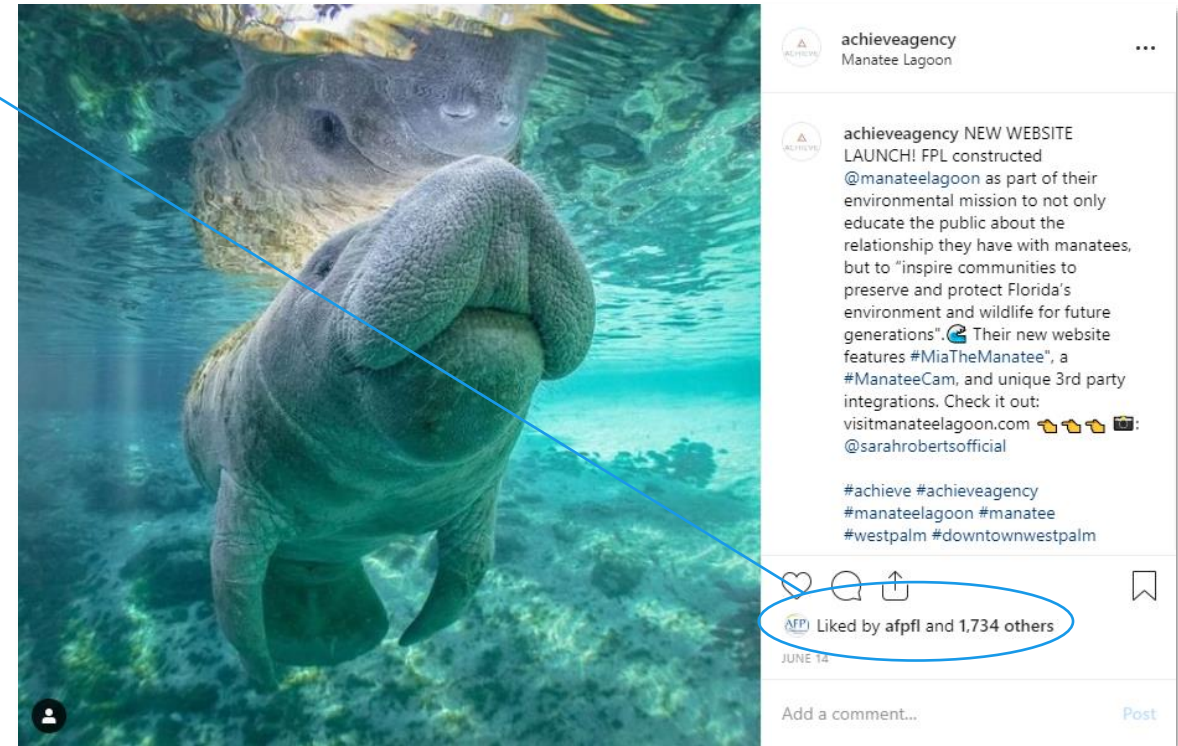 ACHIEVE
achieveagency
Manatee Lagoon
ACHIEVE
achieveagency NEW WEBSITE
LAUNCH! FPL constructed
@manateelagoon as part of their
environmental mission to not only
educate the public about the
relationship they have with manatees,
but to “inspire communities to
preserve and protect Florida’s
environment and wildlife for future
generations".🌊 Their new website
features #MiaTheManatee", a
#ManateeCam, and unique 3rd party
integrations. Check it out:
visitmanateelagoon.com 👈👈👈 📸:
@sarahrobertsofficial
#achieve #achieveagency
#manateelagoon #manatee
#westpalm #downtownwestpalm
AFP
Liked by afpfl and 1,734 others
JUNE 14
Add a comment...
Post